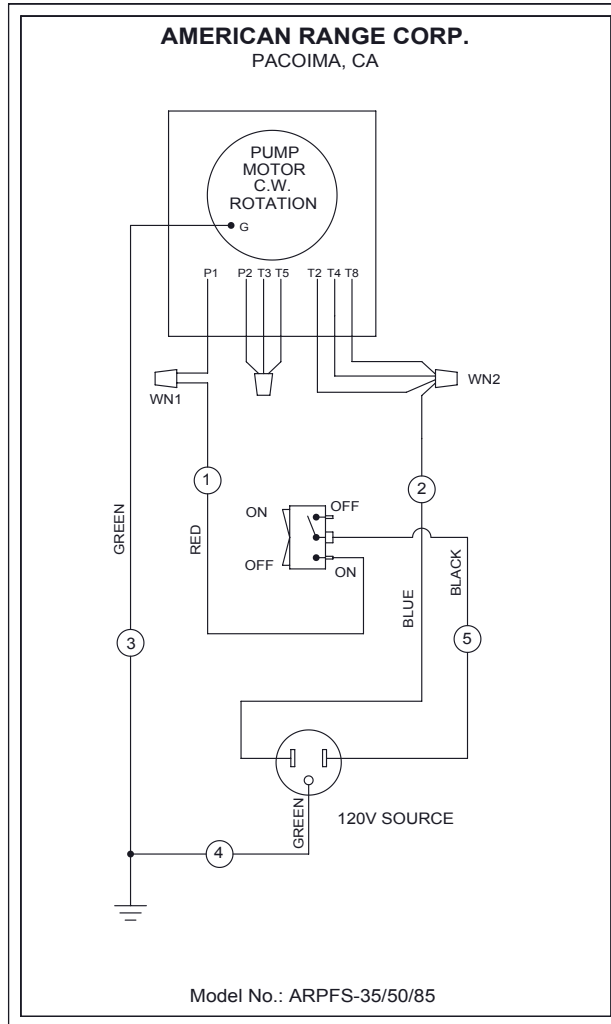 AMERICAN RANGE CORP.
PACOIMA, CA
PUMP
MOTOR
C.W.
ROTATION
G
P1 P2 T3 T5 T2 T4 T8
WN1
WN2
1
2
ON
OFF
GREEN
RED
OFF
ON
BLUE
BLACK
3
5
GREEN
120V SOURCE
4
Model No.: ARPFS-35/50/85